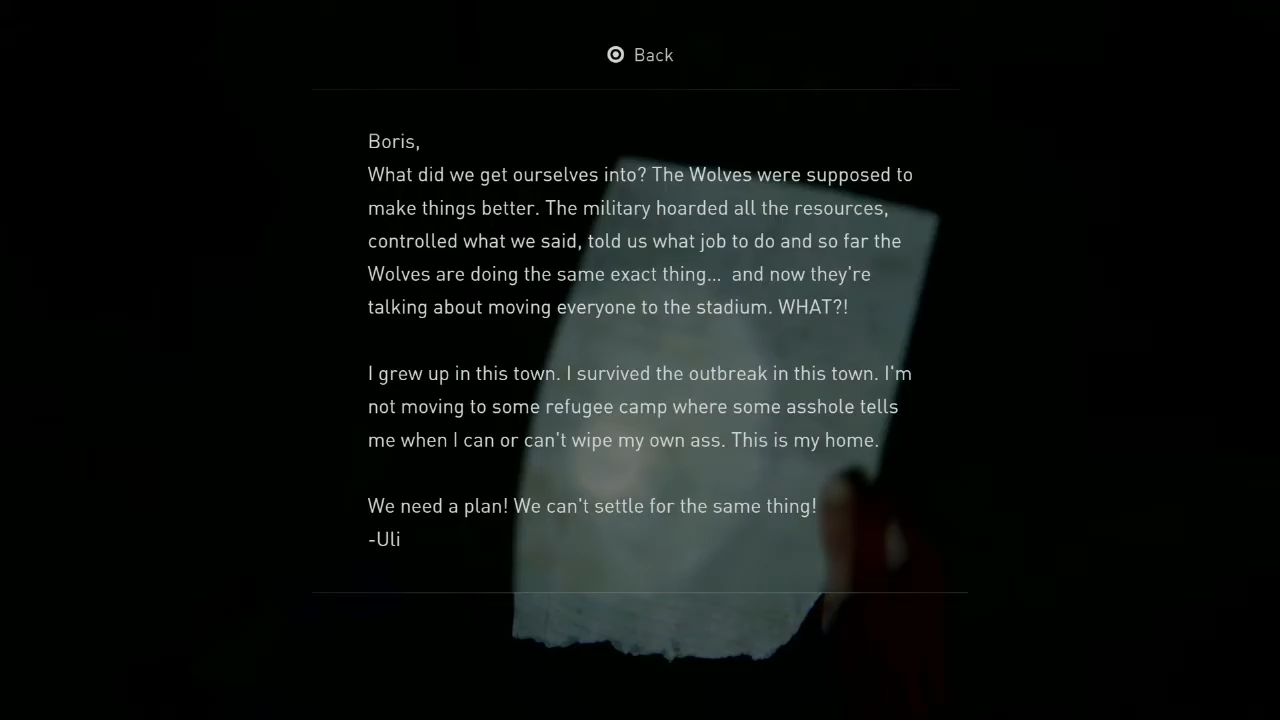 Back
Boris,
What did we get ourselves into? The Wolves were supposed to
make things better. The military hoarded all the resources,
controlled what we said, told us what job to do and so far the
Wolves are doing the same exact thing...  and now they're
talking about moving everyone to the stadium. WHAT?!
I grew up in this town. I survived the outbreak in this town. I'm
not moving to some refugee camp where some asshole tells
me when I can or can't wipe my own ass. This is my home.
We need a plan! We can't settle for the same thing!
-Uli